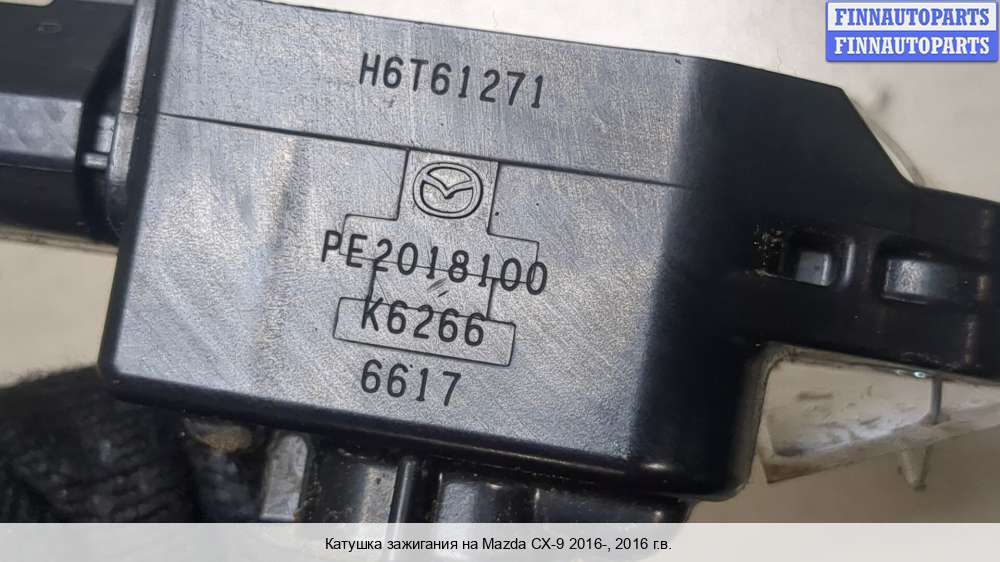 FINNAUTOPARTS
FINNAUTOPARTS
H6T61271
PE2018100
K6266
6617
Катушка зажигания на Mazda CX-9 2016-, 2016 г.в.